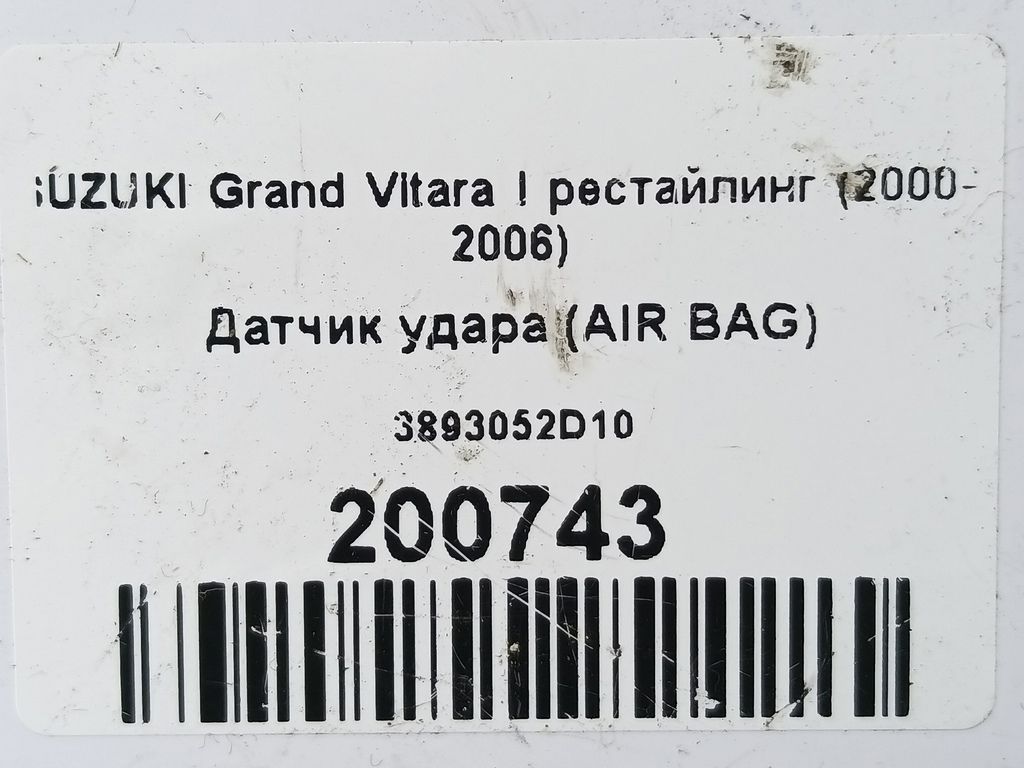 SUZUKI Grand Vitara I рестайлинг (2000-
2006)
Датчик удара (AIR BAG)
3893052D10
200743